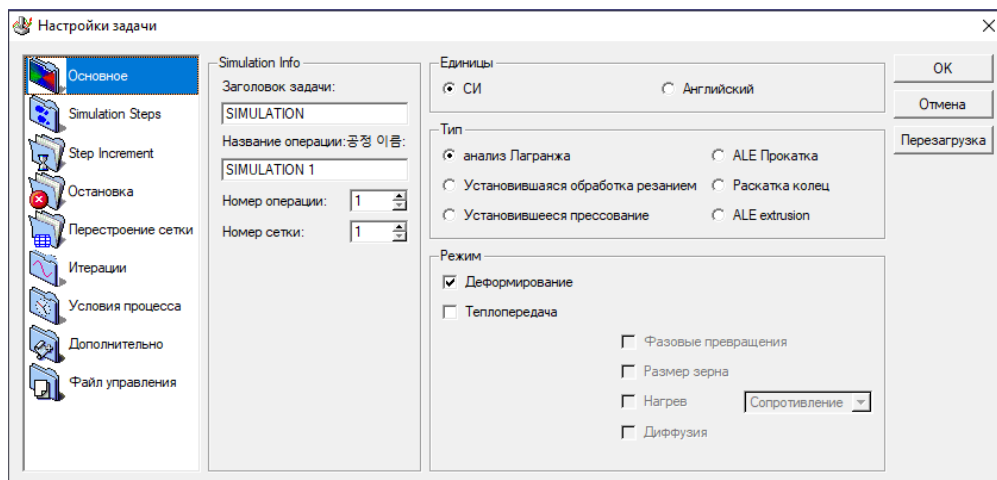 Настройки задачи
Основное
Simulation Steps
Step Increment
Остановка
Перестроение сетки
Итерации
Условия процесса
Дополнительно
Файл управления
Simulation Info
Заголовок задачи:
SIMULATION
Название операции:공정 이름:
SIMULATION 1
Номер операции: 1
Номер сетки: 1
Единицы
СИ Английский
Тип
анализ Лагранжа ALE Прокатка
Установившаяся обработка резанием Раскатка колец
Установившееся прессование ALE extrusion
Режим
Деформирование
Теплопередача
Фазовые превращения
Размер зерна
Нагрев Сопротивление
Диффузия
OK
Отмена
Перезагрузка